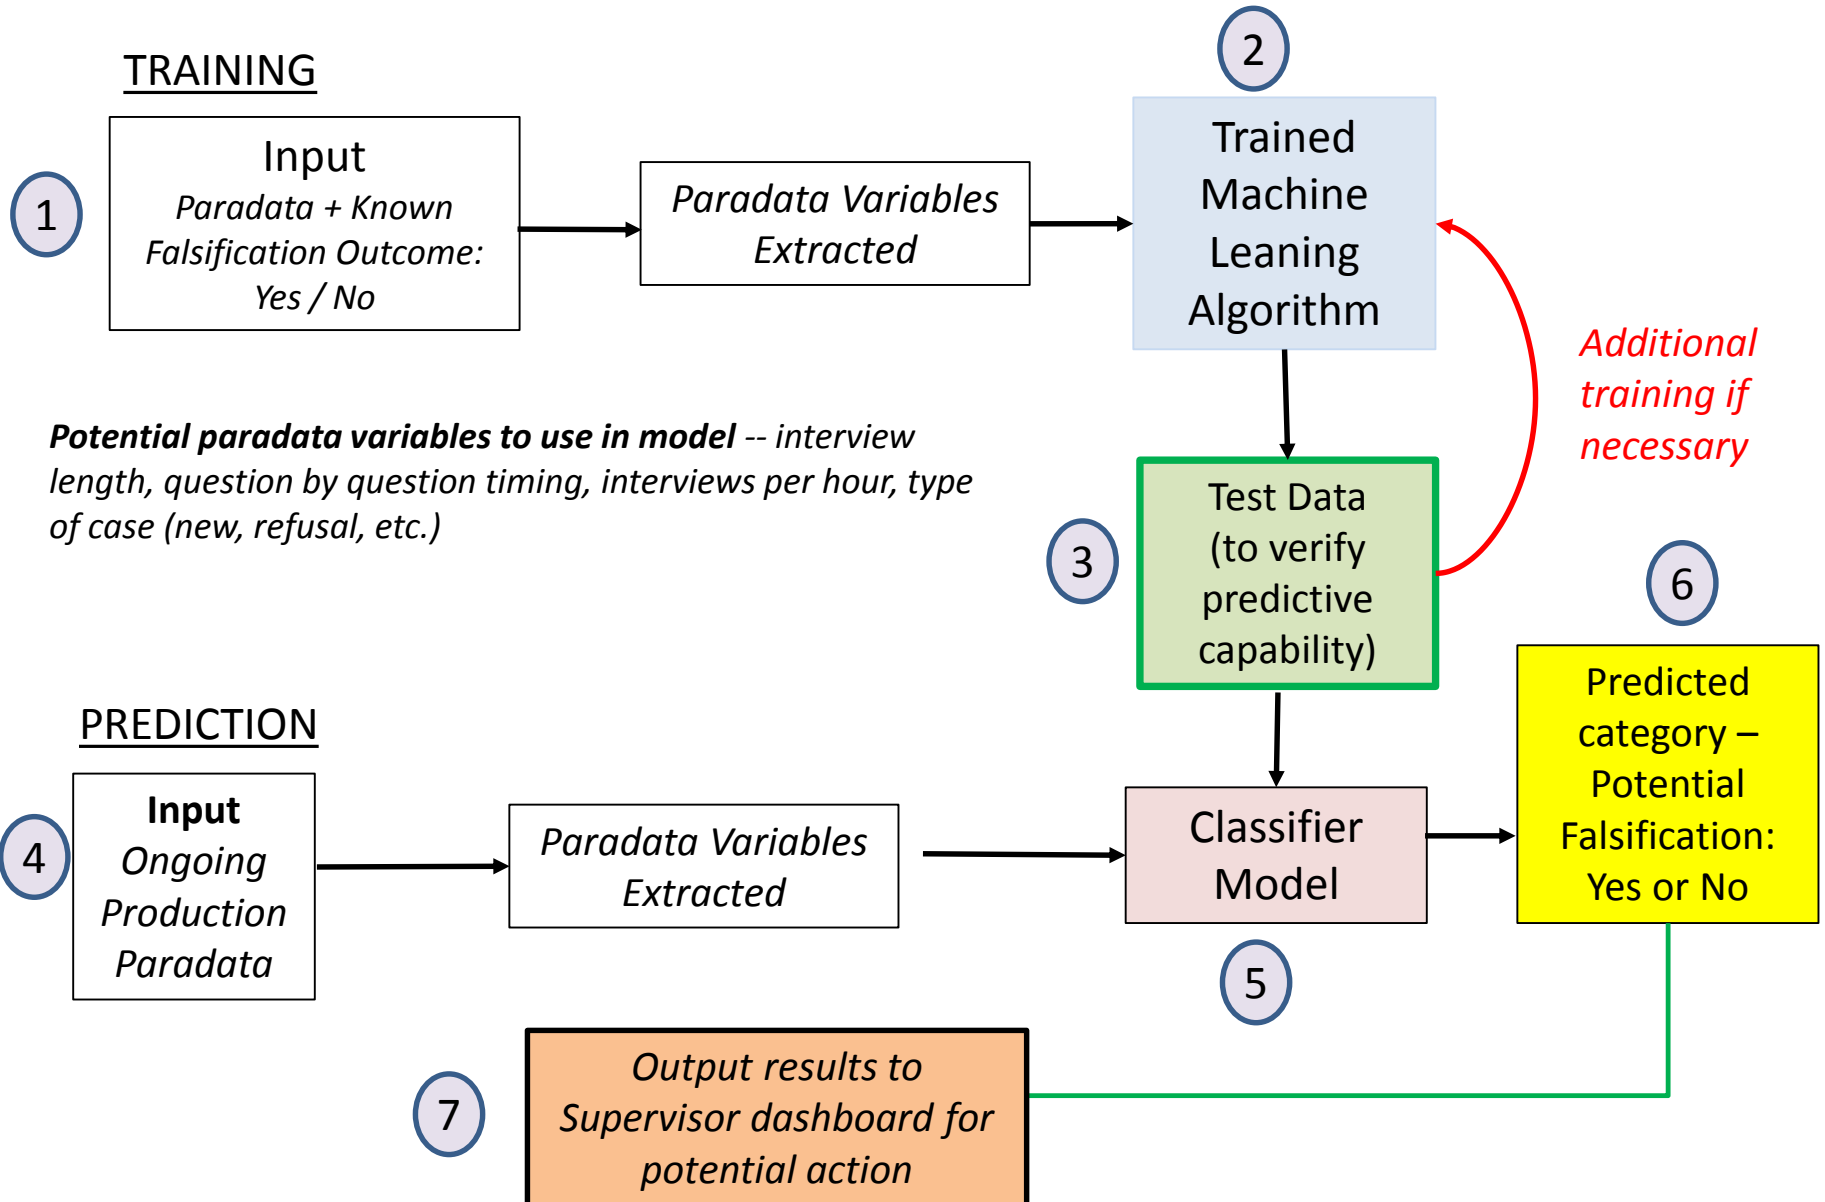 TRAINING
1
Input
Paradata + Known
Falsification Outcome:
Yes / No
Paradata Variables
Extracted
2
Trained
Machine
Leaning
Algorithm
Additional
training if
necessary
Potential paradata variables to use in model -- interview
length, question by question timing, interviews per hour, type
of case (new, refusal, etc.)
3
Test Data
(to verify
predictive
capability)
PREDICTION
4
Input
Ongoing
Production
Paradata
Paradata Variables
Extracted
Classifier
Model
5
6
Predicted
category –
Potential
Falsification:
Yes or No
7
Output results to
Supervisor dashboard for
potential action